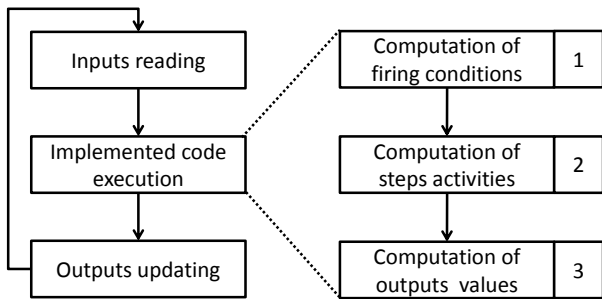 Inputs reading
Implemented code
execution
Outputs updating
Computation of
firing conditions
1
Computation of
steps activities
2
Computation of
outputs values
3